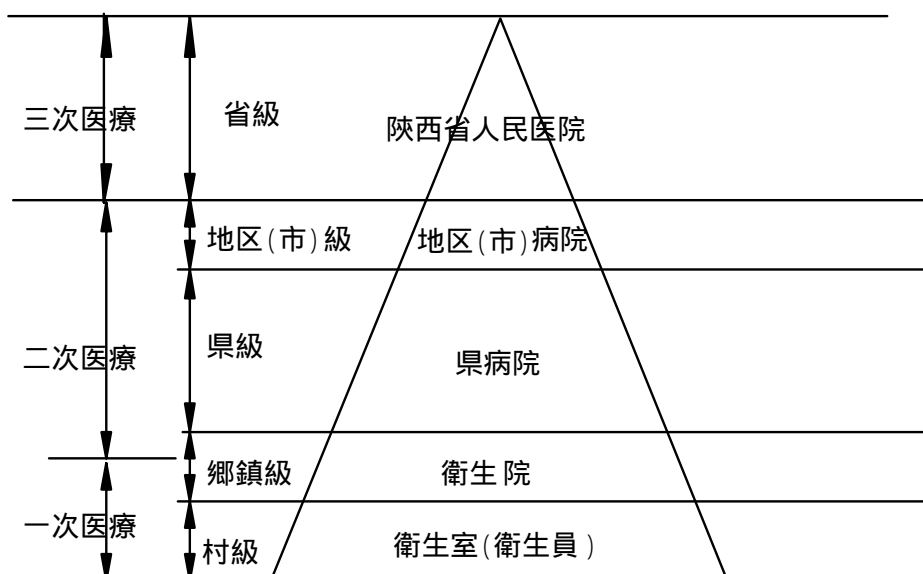 三次医療
省級
陜西省人民医院
地区(市)級
地区(市)病院
二次医療
県級
県病院
郷鎮級
衛生院
一次医療
村級
衛生室(衛生員)